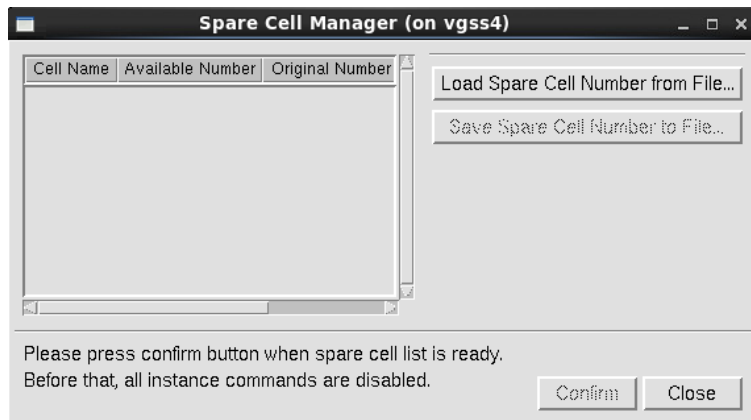 Spare Cell Manager (on vgss4)
Cell Name Available Number Original Number
Load Spare Cell Number from File...
Save Spare Cell Number to File...
Please press confirm button when spare cell list is ready.
Before that, all instance commands are disabled.
Confirm Close